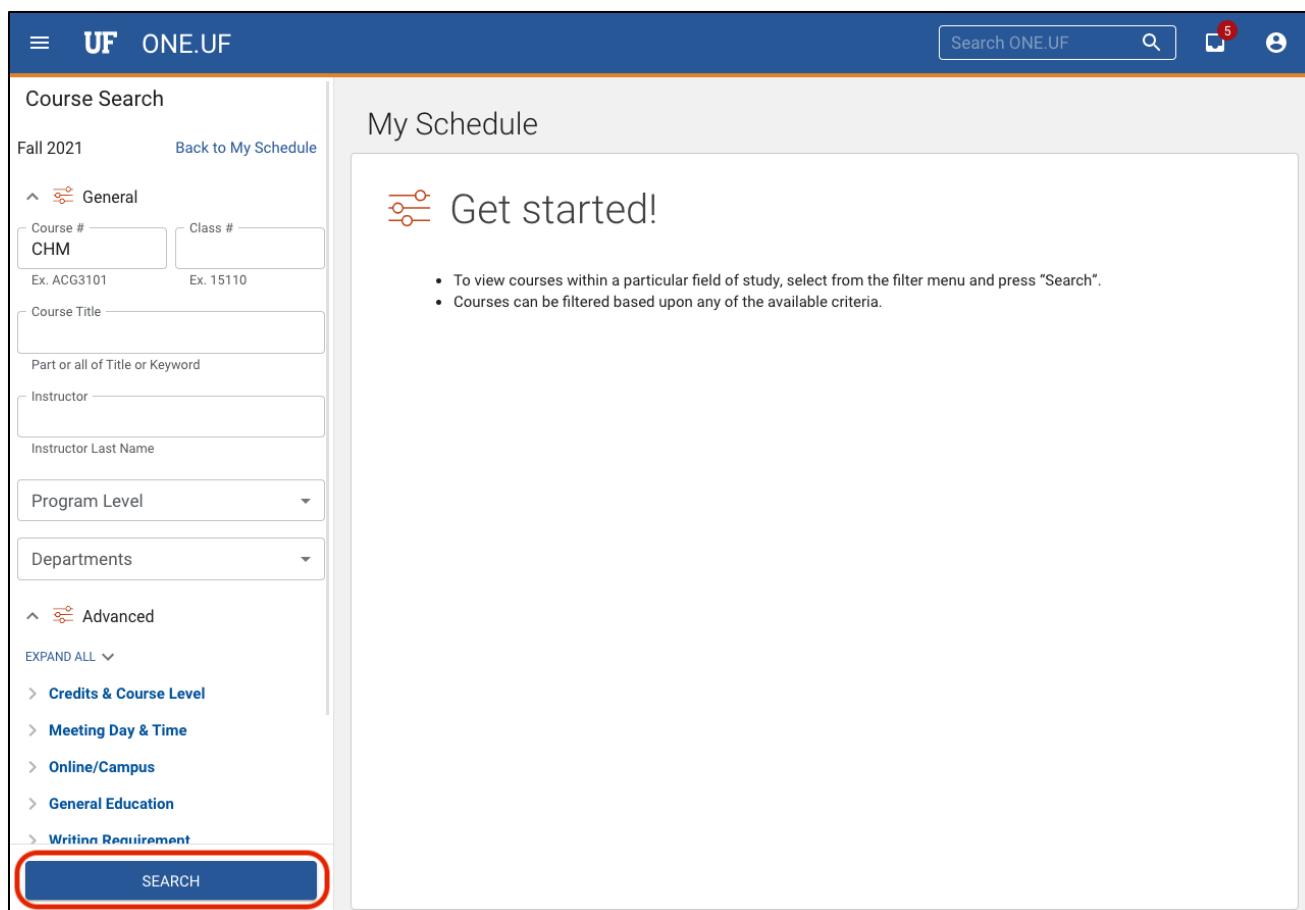 UF ONE.UF
Search ONE.UF
5
Course Search
Fall 2021
Back to My Schedule
General
Course #
CHM
Ex. ACG3101
Class #
Ex. 15110
Course Title
Part or all of Title or Keyword
Instructor
Instructor Last Name
Program Level
Departments
Advanced
EXPAND ALL
Credits & Course Level
Meeting Day & Time
Online/Campus
General Education
Writing Requirement
SEARCH
My Schedule
Get started!
• To view courses within a particular field of study, select from the filter menu and press “Search”.
• Courses can be filtered based upon any of the available criteria.